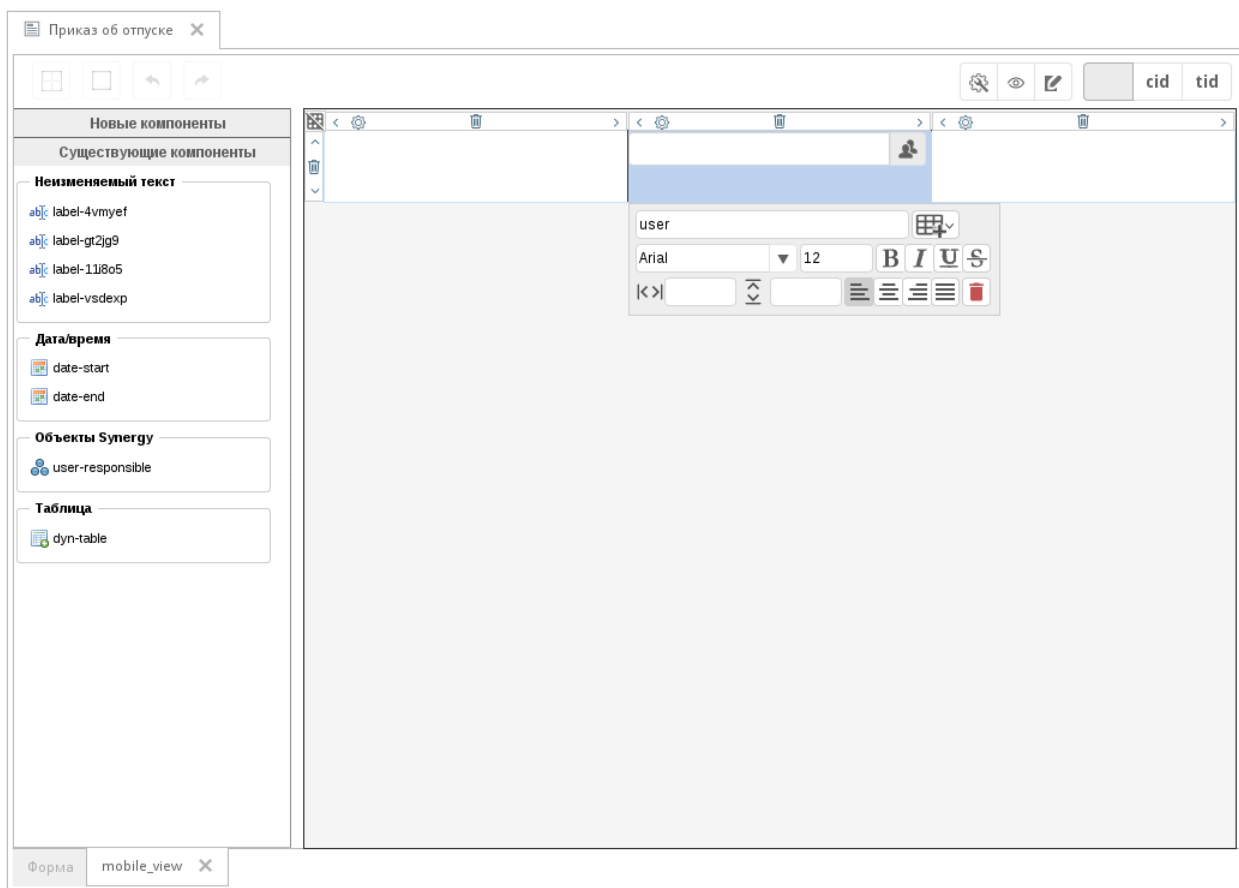 Приказ об отпуске
cid tid
Новые компоненты
Существующие компоненты
Неизменяемый текст
label-4vmyef
label-gt2jg9
label-11i8o5
label-vsdexp
Дата/время
date-start
date-end
Объекты Synergy
user-responsible
Таблица
dyn-table
user
Arial 12 B I U S
Форма mobile_view